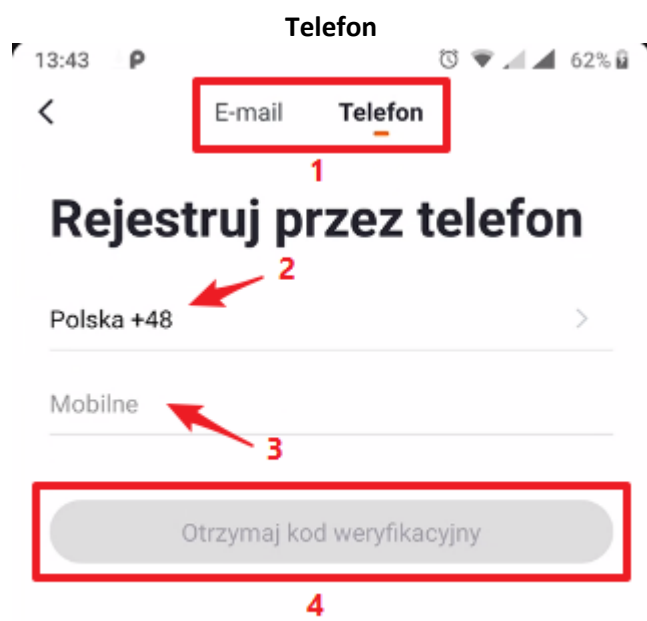 Telefon
13:43 P 62%
E-mail Telefon
1
Rejestruj przez telefon
2
Polska +48
Mobilne
3
Otrzymaj kod weryfikacyjny
4